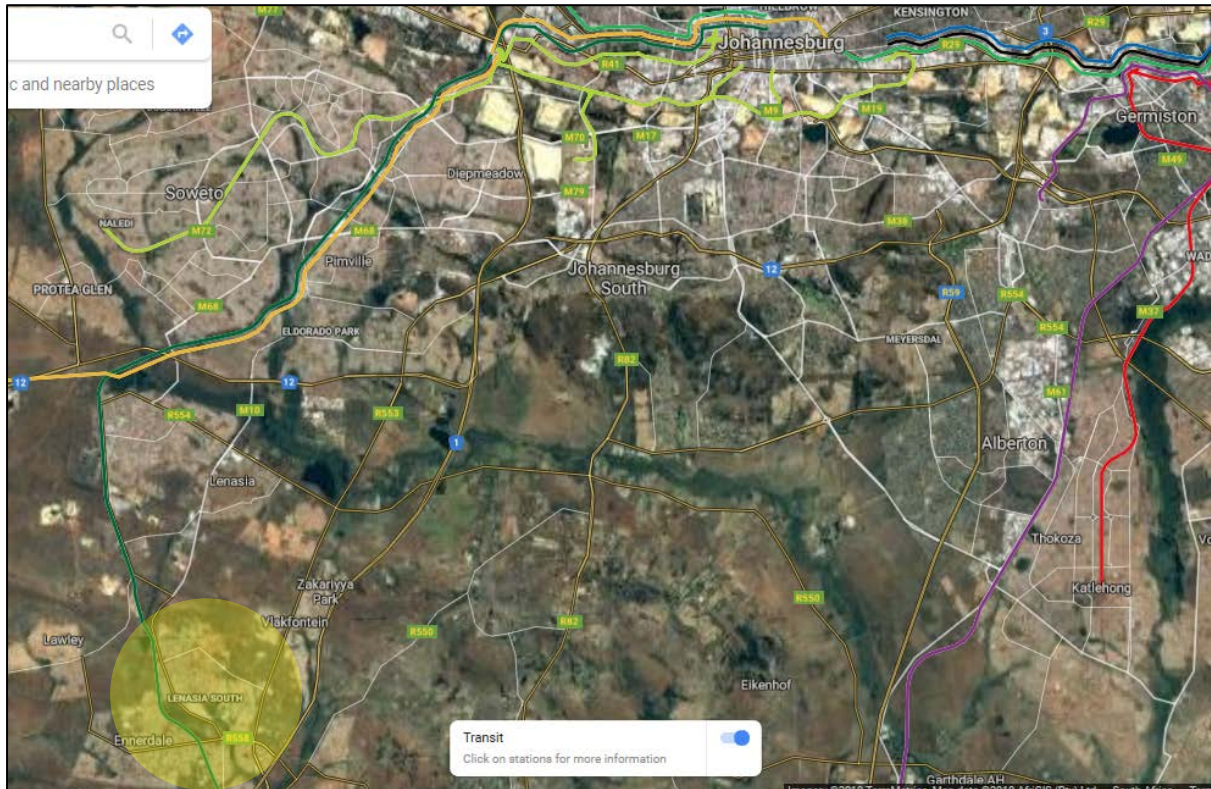 M77
HILLBROW
KENSINGTON
R29
R29
3
Johannesburg
R29
R41
c and nearby places
M9
M19
M70
M17
Germiston
M49
Diepmeadow
M79
Soweto
NALEDI
M72
M68
M38
Pimville
Johannesburg
South
12
PROTEA GLEN
R59
R554
M68
M37
ELDORADO PARK
R554
MEYERSDAL
R82
12
12
M61
R554
M10
R553
1
Alberton
Lenasia
Thokoza
Zakariyya
Park
Katlehong
R550
Vlakfontein
R82
R550
Lawley
Eikenhof
LENASIA SOUTH
Ennerdale
R558
Transit
Click on stations for more information
Garthdale AH